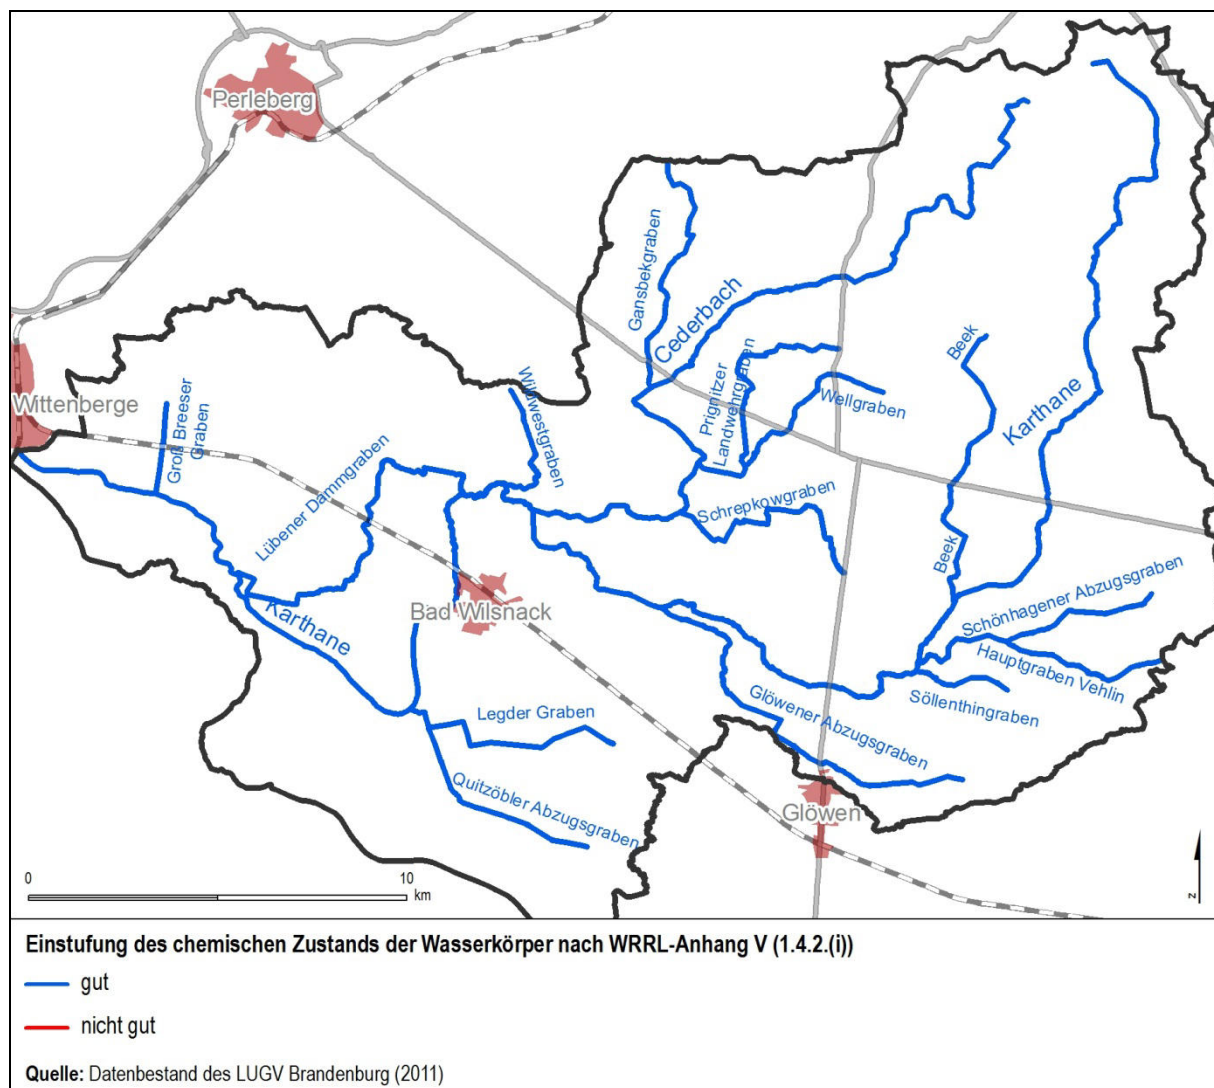 Perleberg
Gansbekgraben
Cederbach
Beek
Karthane
Prignitzer
Landwehrgraben
Wellgraben
Wildwestgraben
Wittenberge
Groß Breeser
Graben
Lübener Dammgraben
Schrepkowgraben
Beek
Schönhagener Abzugsgraben
Hauptgraben Vehlin
Söllenthingraben
Karthane
Bad Wilsnack
Legder Graben
Glöwener Abzugsgraben
Quitzöbler Abzugsgraben
Glöwen
0 10
km
N
Einstufung des chemischen Zustands der Wasserkörper nach WRRL-Anhang V (1.4.2.(i))
gut
nicht gut
Quelle: Datenbestand des LUGV Brandenburg (2011)